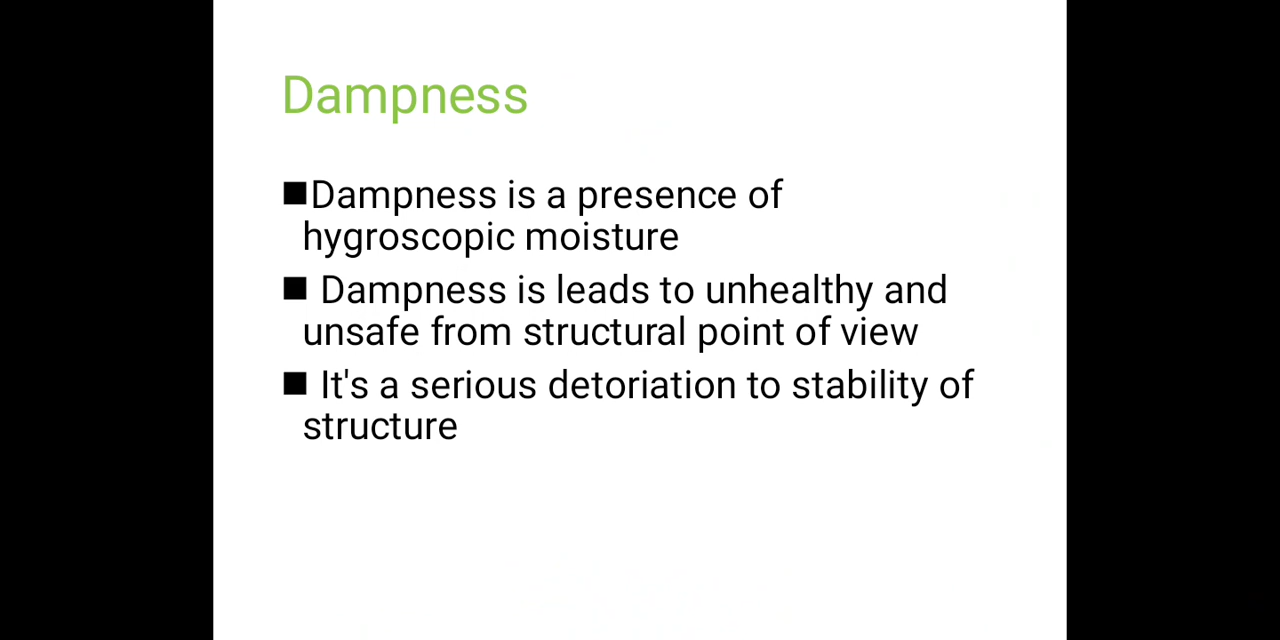 Dampness
■Dampness is a presence of
hygroscopic moisture
■ Dampness is leads to unhealthy and
unsafe from structural point of view
■ It's a serious detoriation to stability of
structure